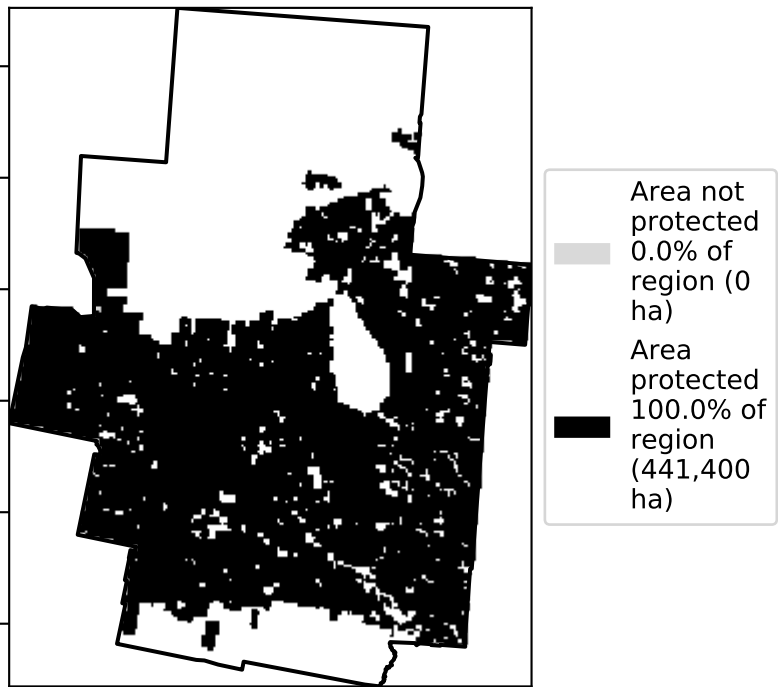 Area not
protected
0.0% of
region (0
ha)
Area
protected
100.0% of
region
(441,400
ha)